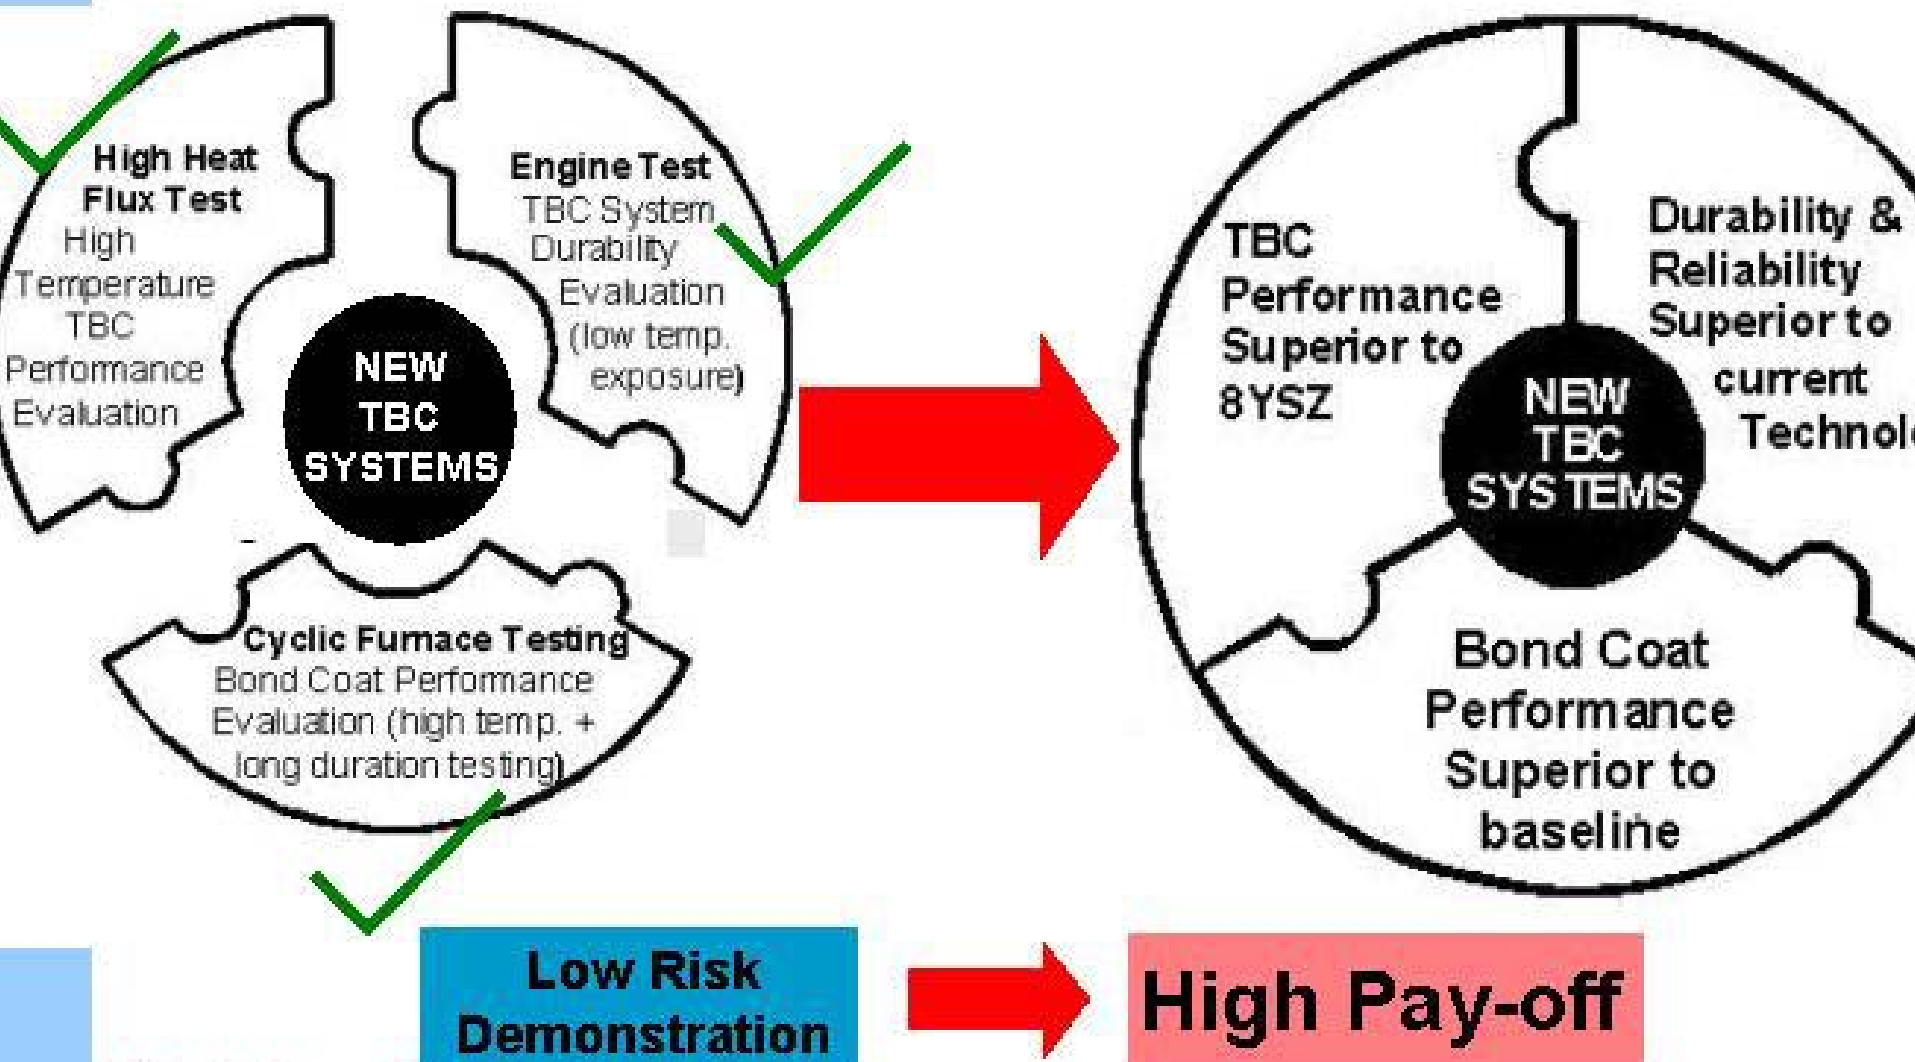 High Heat
Flux Test
High
Temperature
TBC
Performance
Evaluation
Engine Test
TBC System
Durability
Evaluation
(low temp.
exposure)
NEW
TBC
SYSTEMS
Cyclic Furnace Testing
Bond Coat Performance
Evaluation (high temp. +
long duration testing)
TBC
Performance
Superior to
8YSZ
Durability &
Reliability
Superior to
current
Technol
NEW
TBC
SYSTEMS
Bond Coat
Performance
Superior to
baseline
Low Risk
Demonstration
High Pay-off